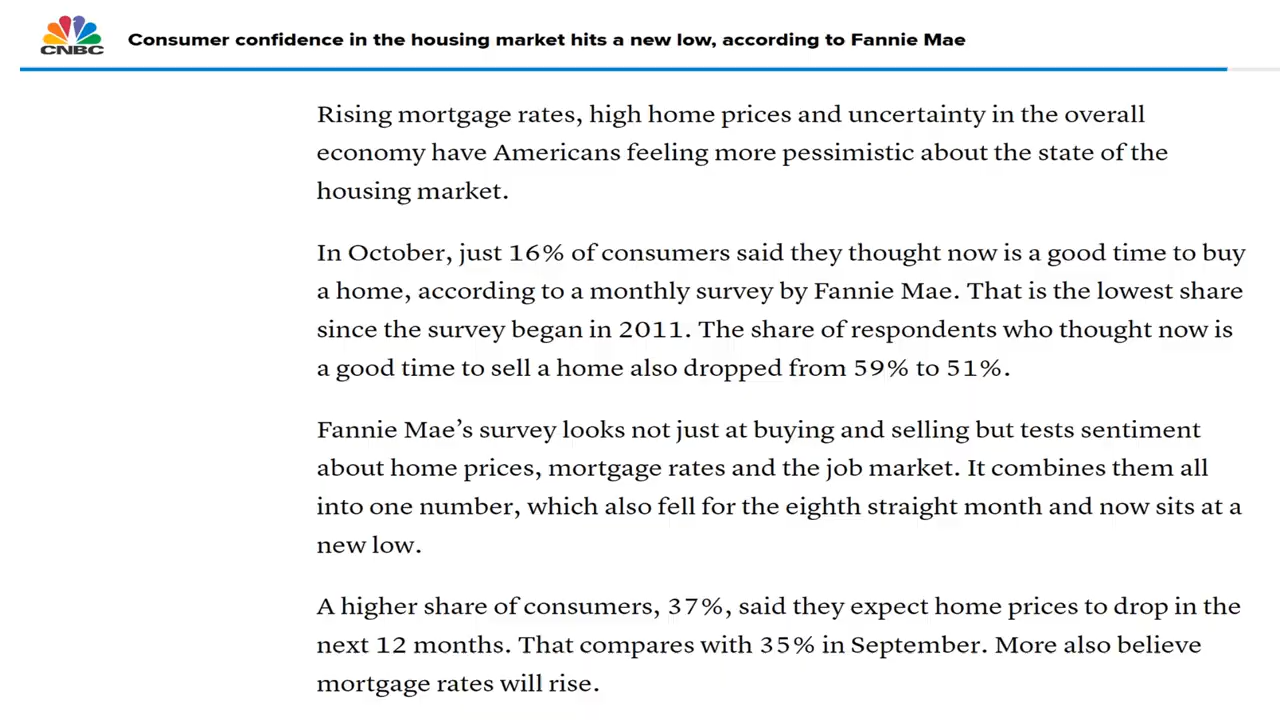 CNBC
Consumer confidence in the housing market hits a new low, according to Fannie Mae
Rising mortgage rates, high home prices and uncertainty in the overall
economy have Americans feeling more pessimistic about the state of the
housing market.
In October, just 16% of consumers said they thought now is a good time to buy
a home, according to a monthly survey by Fannie Mae. That is the lowest share
since the survey began in 2011. The share of respondents who thought now is
a good time to sell a home also dropped from 59% to 51%.
Fannie Mae’s survey looks not just at buying and selling but tests sentiment
about home prices, mortgage rates and the job market. It combines them all
into one number, which also fell for the eighth straight month and now sits at a
new low.
A higher share of consumers, 37%, said they expect home prices to drop in the
next 12 months. That compares with 35% in September. More also believe
mortgage rates will rise.